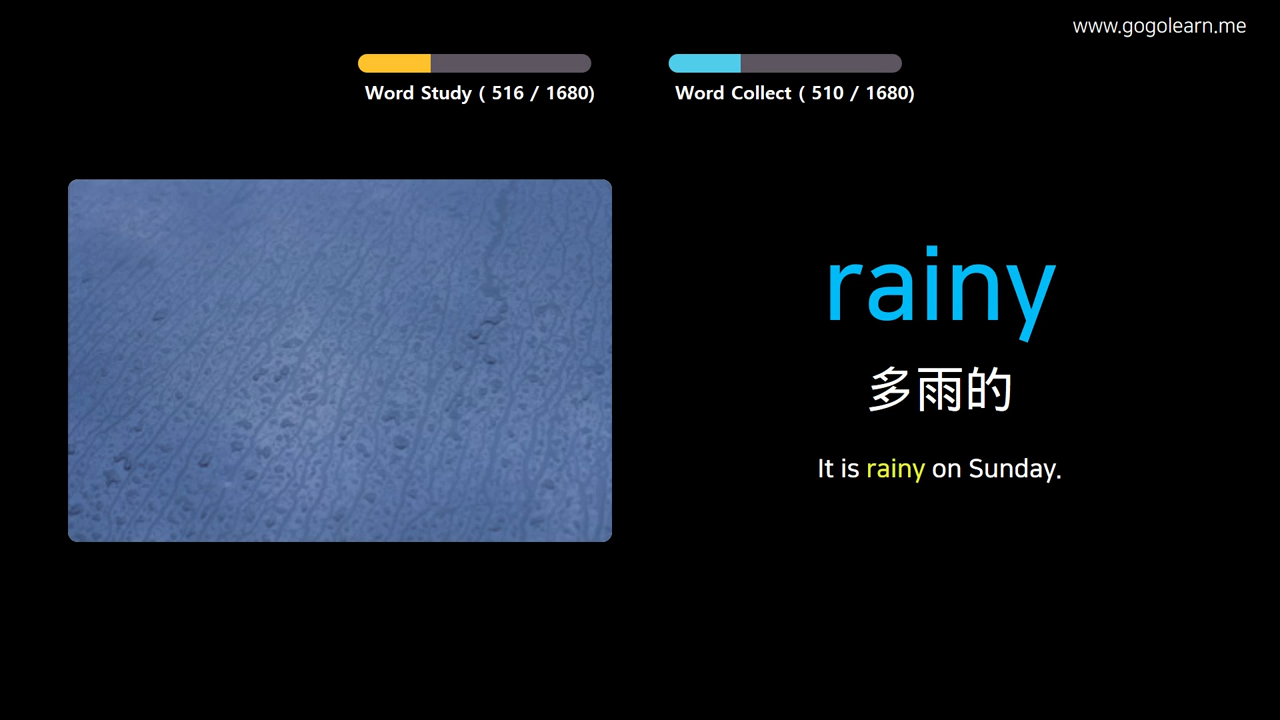 www.gogolearn.me
Word Study ( 516 / 1680)
Word Collect ( 510 / 1680)
rainy
多雨的
It is rainy on Sunday.